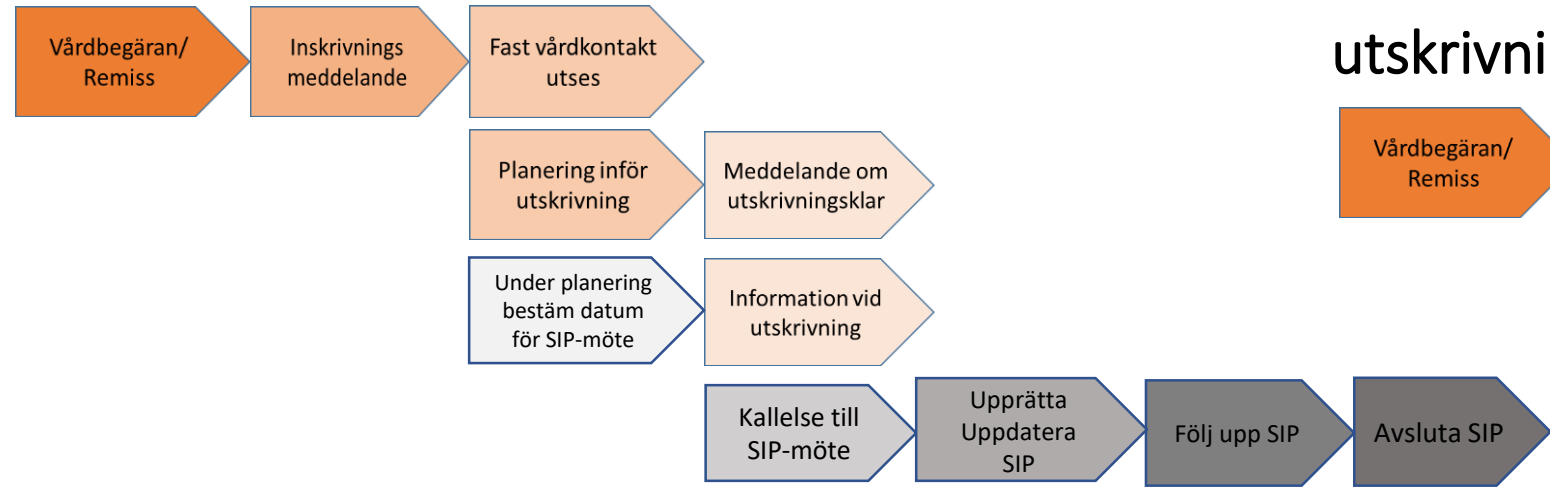 Vårdbegäran/
Remiss
Inskrivnings
meddelande
Fast vårdkontakt
utses
utskrivni
Vårdbegäran/
Remiss
Planering inför
utskrivning
Meddelande om
utskrivningsklar
Under planering
bestäm datum
för SIP-möte
Information vid
utskrivning
Kallelse till
SIP-möte
Upprätta
Uppdatera
SIP
Följ upp SIP
Avsluta SIP